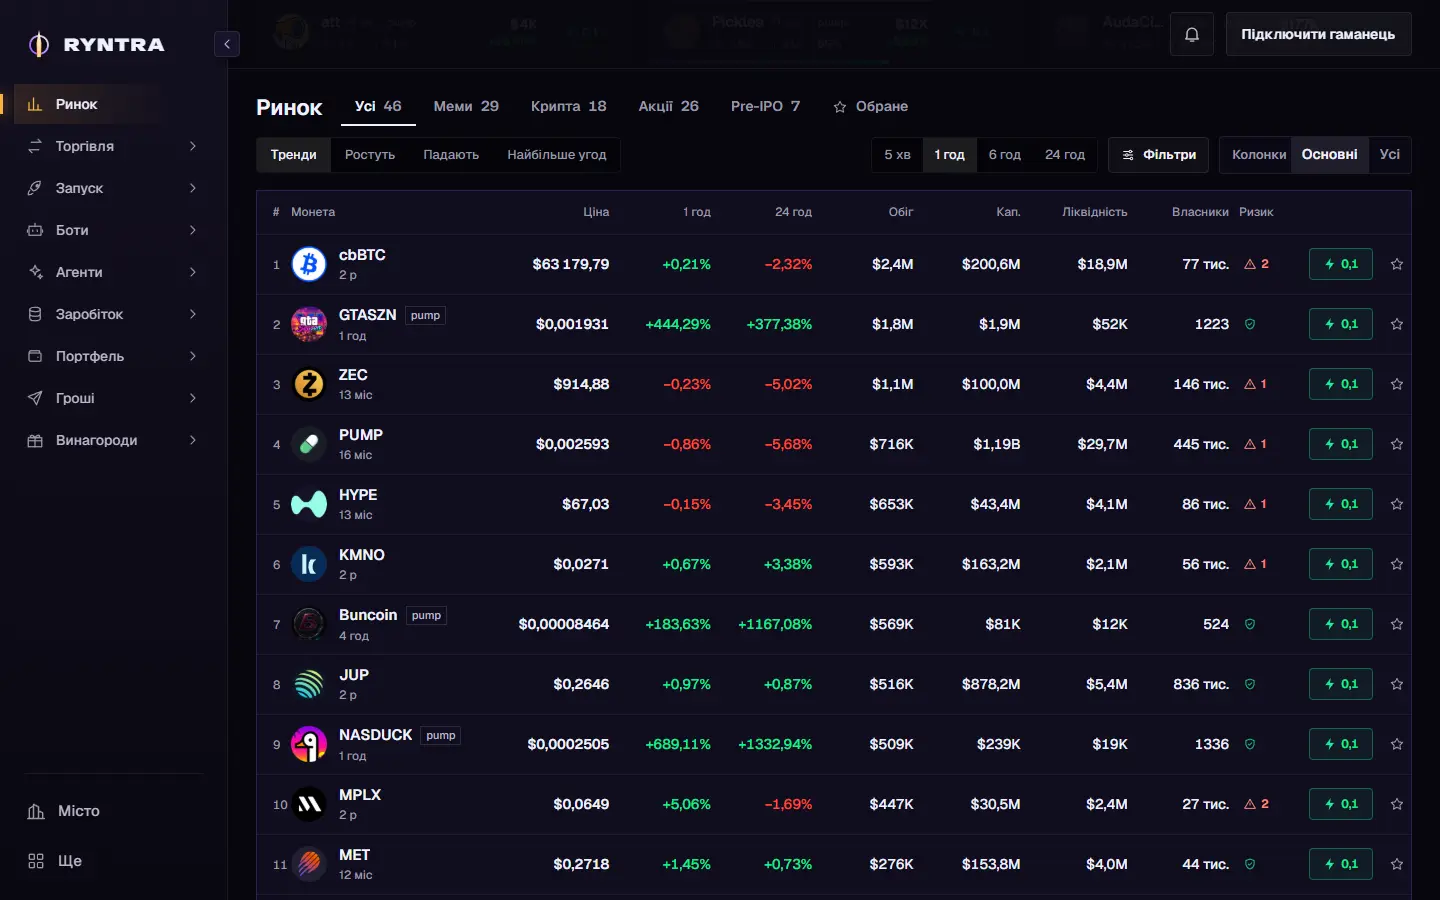 RYNTRA
Підключити гаманець
Ринок
Торгівля
Запуск
Боти
Агенти
Заробіток
Портфель
Гроші
Винагороди
Місто
Ще
Ринок Усі 46 Меми 29 Крипта 18 Акції 26 Pre-IPO 7 Обране
Тренди Ростуть Падають Найбільше угод 5 хв 1 год 6 год 24 год Фільтри Колонки Основні Усі
# Монета Ціна 1 год 24 год Обіг Кап. Ліквідність Власники Ризик
1 cbBTC $63 179,79 +0,21% −2,32% $2,4M $200,6M $18,9M 77 тис. 2 0,1
2 р
2 GTASZN pump $0,001931 +444,29% +377,38% $1,8M $1,9M $52K 1223 0,1
1 год
3 ZEC $914,88 −0,23% −5,02% $1,1M $100,0M $4,4M 146 тис. 1 0,1
13 міс
4 PUMP $0,002593 −0,86% −5,68% $716K $1,19B $29,7M 445 тис. 1 0,1
16 міс
5 HYPE $67,03 −0,15% −3,45% $653K $43,4M $4,1M 86 тис. 1 0,1
13 міс
6 KMNO $0,0271 +0,67% +3,38% $593K $163,2M $2,1M 56 тис. 1 0,1
2 р
7 Buncoin pump $0,00008464 +183,63% +1167,08% $569K $81K $12K 524 0,1
4 год
8 JUP $0,2646 +0,97% +0,87% $516K $878,2M $5,4M 836 тис. 0,1
2 р
9 NASDUCK pump $0,0002505 +689,11% +1332,94% $509K $239K $19K 1336 0,1
1 год
10 MPLX $0,0649 +5,06% −1,69% $447K $30,5M $2,4M 27 тис. 2 0,1
2 р
11 MET $0,2718 +1,45% +0,73% $276K $153,8M $4,0M 44 тис. 0,1
12 міс